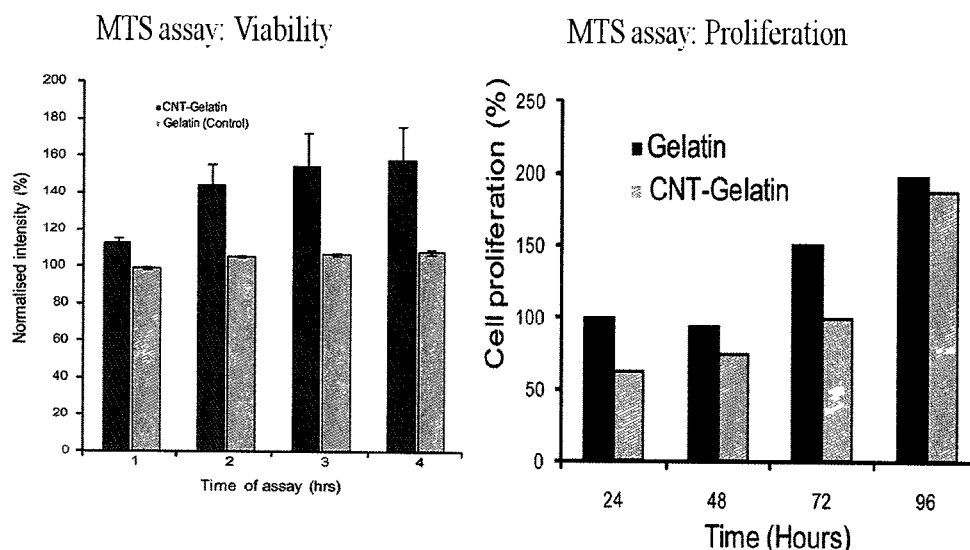 MTS assay: Viability
200
180
160
140
120
100
80
60
40
20
0
Normalised intensity (%)
CNT-Gelatin
Gelatin (Control)
1 2 3 4
Time of assay (hrs)
MTS assay: Proliferation
250
200
150
100
50
0
Cell proliferation (%)
Gelatin
CNT-Gelatin
24 48 72 96
Time (Hours)